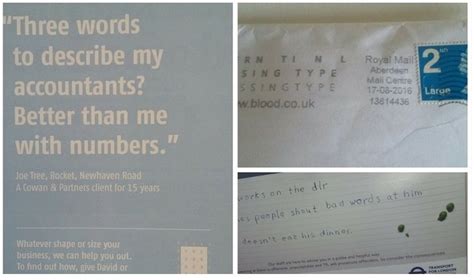 “Three words
to describe my
accountants?
Better than me
with numbers.”
Joe Tree, Rocket, Newhaven Road
A Cowan & Partners client for 15 years
Whatever shape or size
your business, we can help you out.
To find out how, give David or
RN TI N L
SING TYPE
SSINGTYPE
w.blood.co.uk
Royal Mail
Aberdeen
Mail Centre
17-08-2016
13614436
2nd
Large
works on the dlr
people shout bad words at him
doesn't eat his dinner.
TRANSPORT
FOR LONDON